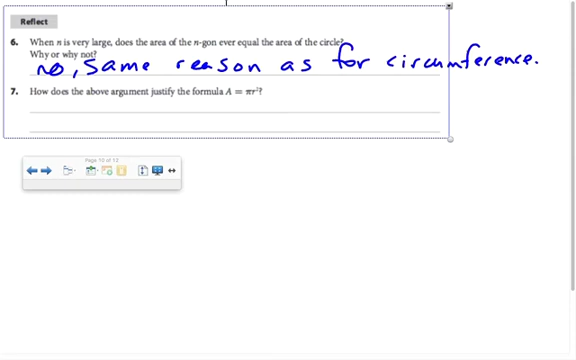 Reflect
6. When n is very large, does the area of the n-gon ever equal the area of the circle?
Why or why not?
no, same reason as for circumference.
7. How does the above argument justify the formula A = πr²?
Page 10 of 12